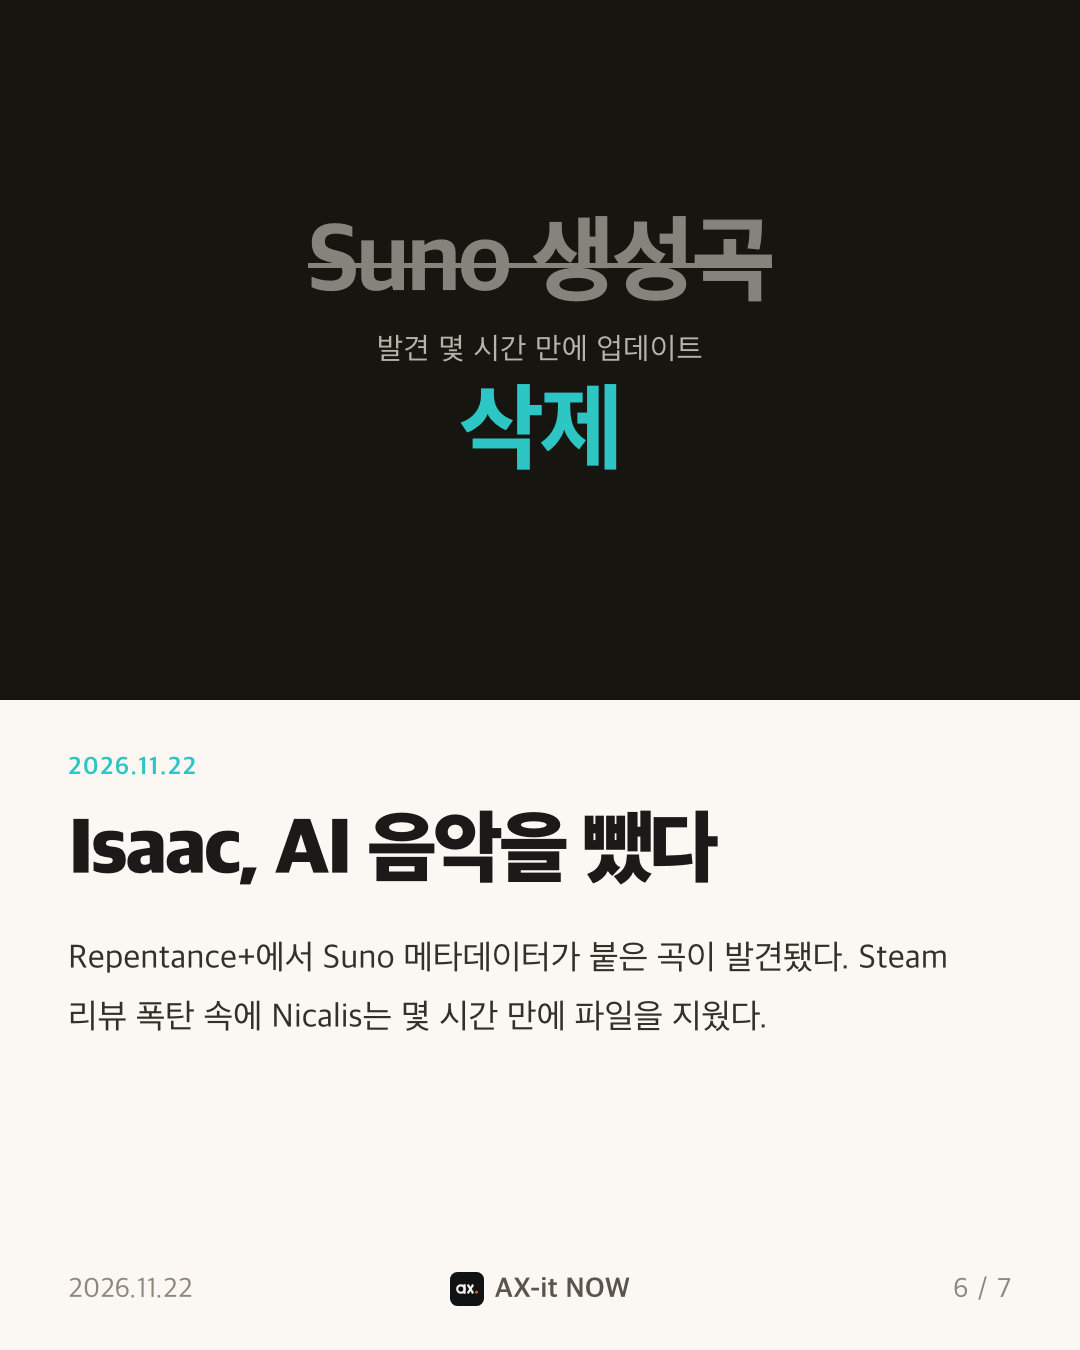 Suno 생성곡
발견 몇 시간 만에 업데이트
삭제
2026.11.22
Isaac, AI 음악을 뺐다
Repentance+에서 Suno 메타데이터가 붙은 곡이 발견됐다. Steam
리뷰 폭탄 속에 Nicalis는 몇 시간 만에 파일을 지웠다.
2026.11.22
ax. AX-it NOW
6 / 7